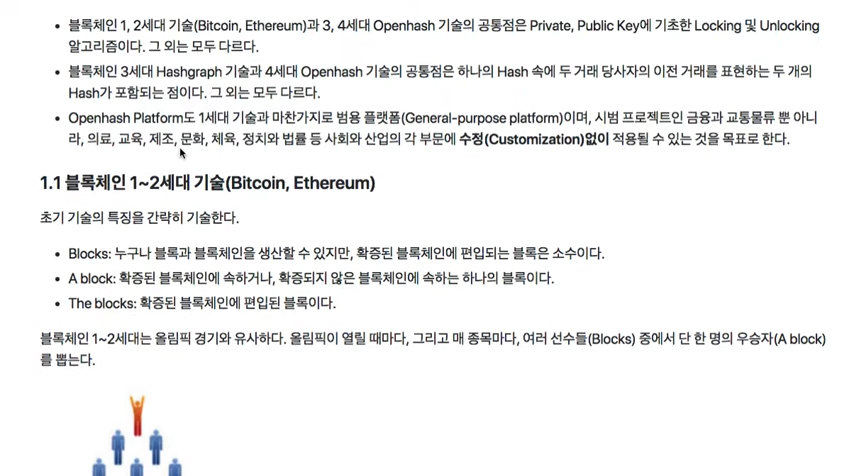 블록체인 1, 2세대 기술(Bitcoin, Ethereum)과 3, 4세대 Openhash 기술의 공통점은 Private, Public Key에 기초한 Locking 및 Unlocking
알고리즘이다. 그 외는 모두 다르다.
블록체인 3세대 Hashgraph 기술과 4세대 Openhash 기술의 공통점은 하나의 Hash 속에 두 거래 당사자의 이전 거래를 표현하는 두 개의
Hash가 포함되는 점이다. 그 외는 모두 다르다.
Openhash Platform도 1세대 기술과 마찬가지로 범용 플랫폼(General-purpose platform)이며, 시범 프로젝트인 금융과 교통물류 뿐 아니
라, 의료, 교육, 제조, 문화, 체육, 정치와 법률 등 사회와 산업의 각 부문에 수정(Customization)없이 적용될 수 있는 것을 목표로 한다.
1.1 블록체인 1~2세대 기술(Bitcoin, Ethereum)
초기 기술의 특징을 간략히 기술한다.
Blocks: 누구나 블록과 블록체인을 생산할 수 있지만, 확증된 블록체인에 편입되는 블록은 소수이다.
A block: 확증된 블록체인에 속하거나, 확증되지 않은 블록체인에 속하는 하나의 블록이다.
The blocks: 확증된 블록체인에 편입된 블록이다.
블록체인 1~2세대는 올림픽 경기와 유사하다. 올림픽이 열릴 때마다, 그리고 매 종목마다, 여러 선수들(Blocks) 중에서 단 한 명의 우승자(A block)
를 뽑는다.